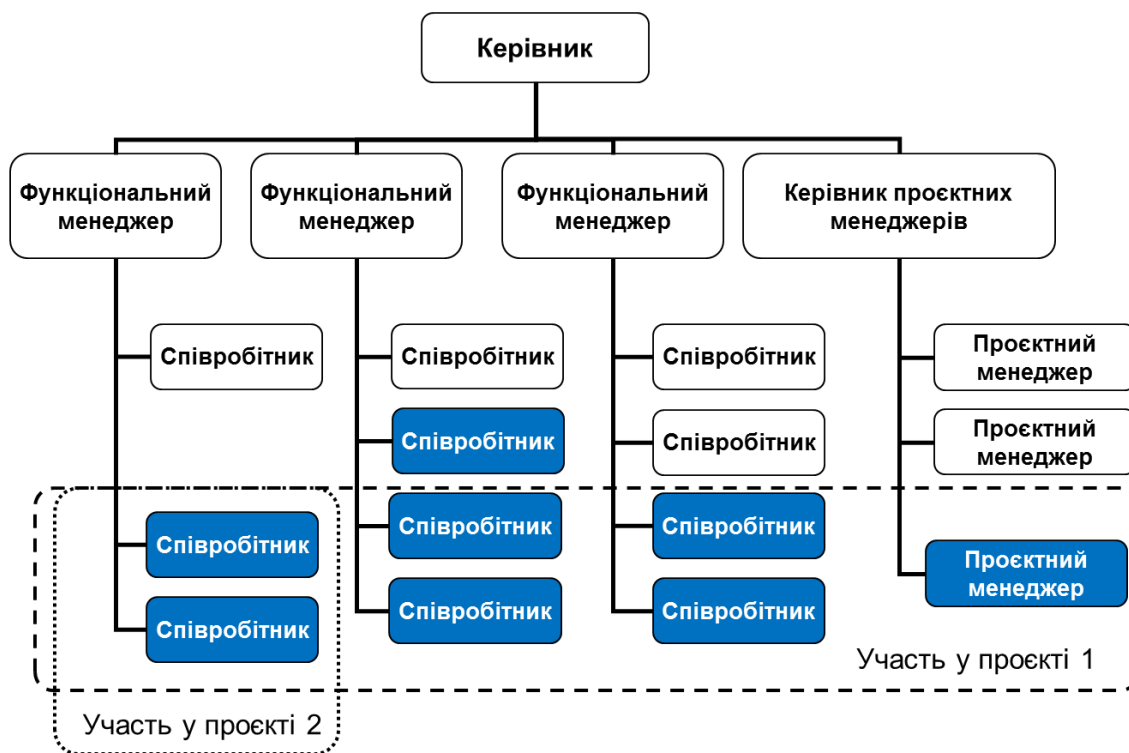 Керівник
Функціональний
менеджер
Функціональний
менеджер
Функціональний
менеджер
Керівник проєктних
менеджерів
Співробітник
Співробітник
Співробітник
Проєктний
менеджер
Співробітник
Співробітник
Проєктний
менеджер
Співробітник
Співробітник
Співробітник
Проєктний
менеджер
Співробітник
Співробітник
Співробітник
Участь у проєкті 1
Участь у проєкті 2